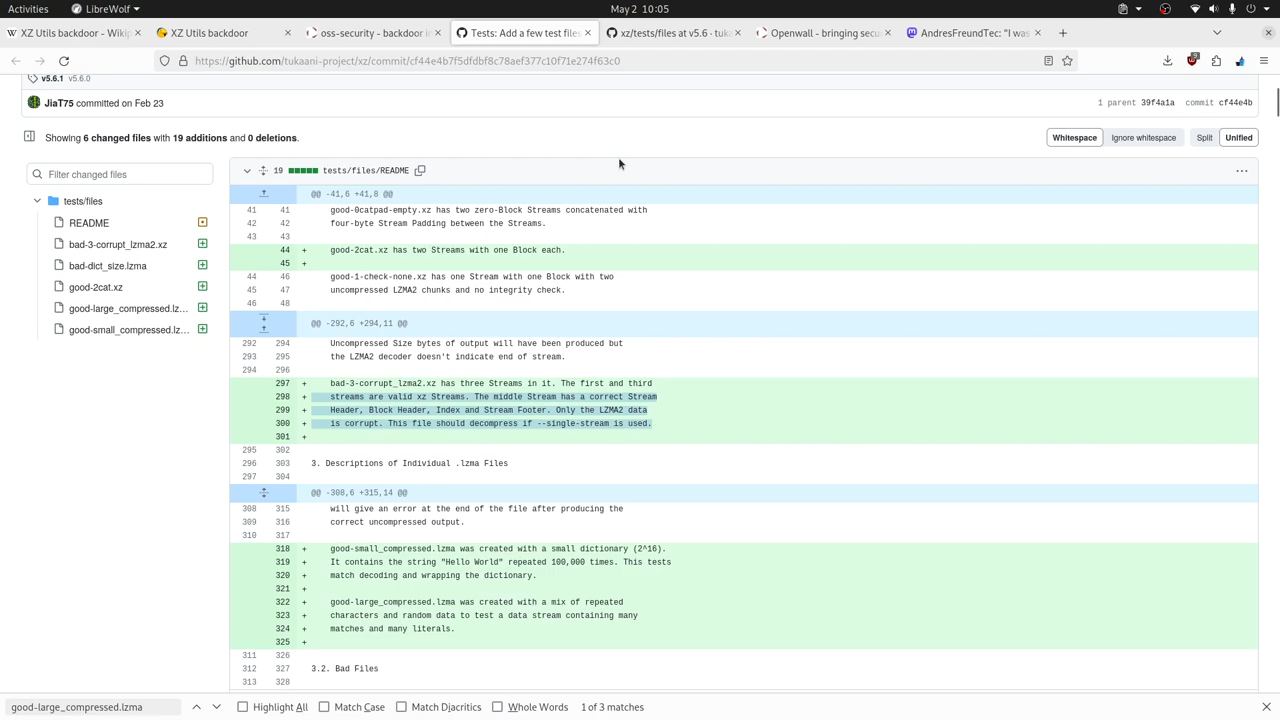 Activities
LibreWolf
May 2 10:05
XZ Utils backdoor - Wikip
XZ Utils backdoor
oss-security - backdoor in
Tests: Add a few test files
xz/tests/files at v5.6 · tuka
Openwall - bringing secu
AndresFreundTec: "I was
https://github.com/tukaani-project/xz/commit/cf44e4b7f5dfdbf8c78aef377c10f71e274f63c0
9
v5.6.1 v5.6.0
JiaT75 committed on Feb 23
1 parent 39f4a1a commit cf44e4b
Showing 6 changed files with 19 additions and 0 deletions.
Whitespace Ignore whitespace Split Unified
Filter changed files
tests/files
README
bad-3-corrupt_lzma2.xz
bad-dict_size.lzma
good-2cat.xz
good-large_compressed.lz...
good-small_compressed.lz...
19 tests/files/README
@@ -41,6 +41,8 @@
41 41 good-0catpad-empty.xz has two zero-Block Streams concatenated with
42 42 four-byte Stream Padding between the Streams.
43 43
44 + good-2cat.xz has two Streams with one Block each.
45 +
44 46 good-1-check-none.xz has one Stream with one Block with two
45 47 uncompressed LZMA2 chunks and no integrity check.
46 48
@@ -292,6 +294,11 @@
292 294 Uncompressed Size bytes of output will have been produced but
293 295 the LZMA2 decoder doesn't indicate end of stream.
294 296
297 + bad-3-corrupt_lzma2.xz has three Streams in it. The first and third
298 + streams are valid xz Streams. The middle Stream has a correct Stream
299 + Header, Block Header, Index and Stream Footer. Only the LZMA2 data
300 + is corrupt. This file should decompress if --single-stream is used.
301 +
295 302
296 303 3. Descriptions of Individual .lzma Files
297 304
@@ -308,6 +315,14 @@
308 315 will give an error at the end of the file after producing the
309 316 correct uncompressed output.
310 317
318 + good-small_compressed.lzma was created with a small dictionary (2^16).
319 + It contains the string "Hello World" repeated 100,000 times. This tests
320 + match decoding and wrapping the dictionary.
321 +
322 + good-large_compressed.lzma was created with a mix of repeated
323 + characters and random data to test a data stream containing many
324 + matches and many literals.
325 +
311 326
312 327 3.2. Bad Files
313 328
good-large_compressed.lzma
Highlight All Match Case Match Diacritics Whole Words 1 of 3 matches